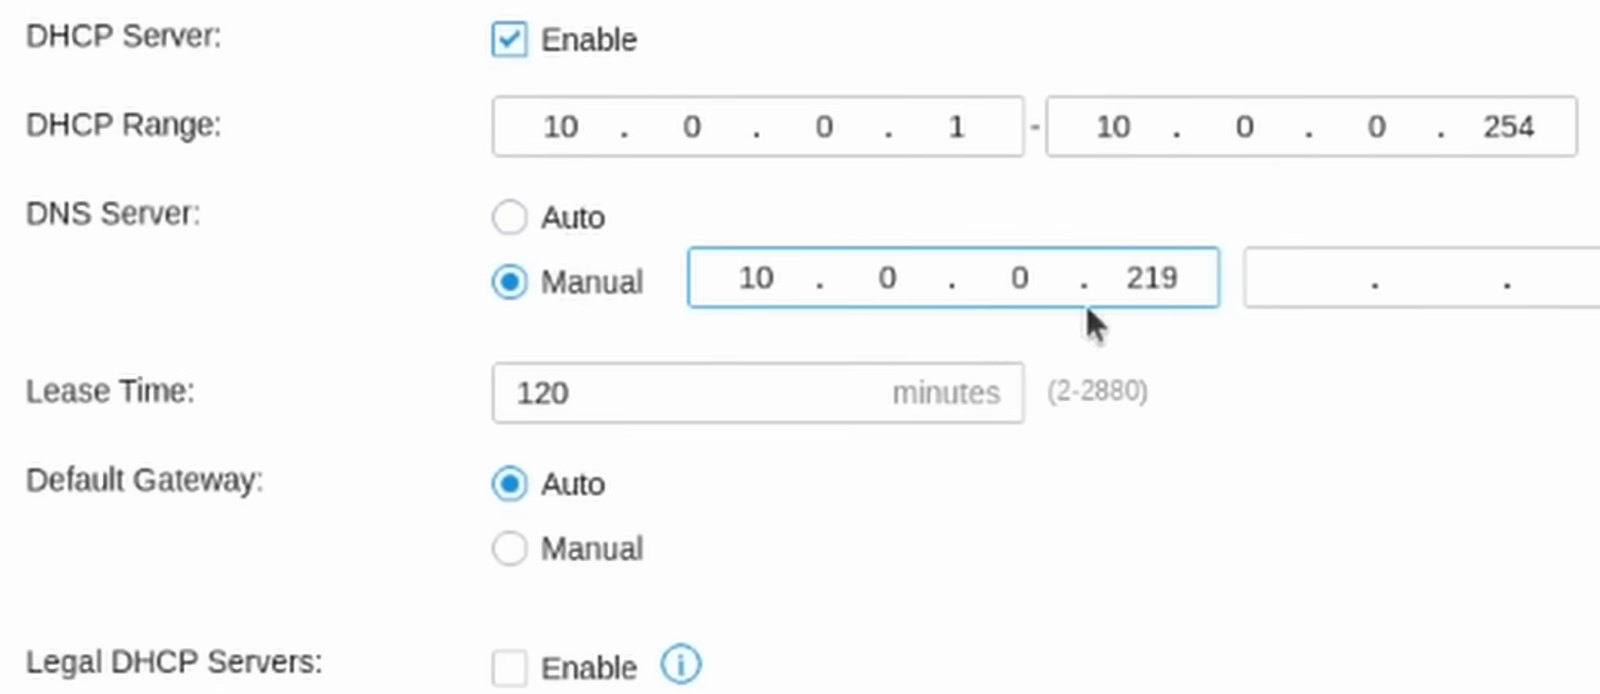 DHCP Server: Enable
DHCP Range: 10 . 0 . 0 . 1 - 10 . 0 . 0 . 254
DNS Server: Auto
Manual 10 . 0 . 0 . 219 . .
Lease Time: 120 minutes (2-2880)
Default Gateway: Auto
Manual
Legal DHCP Servers: Enable i